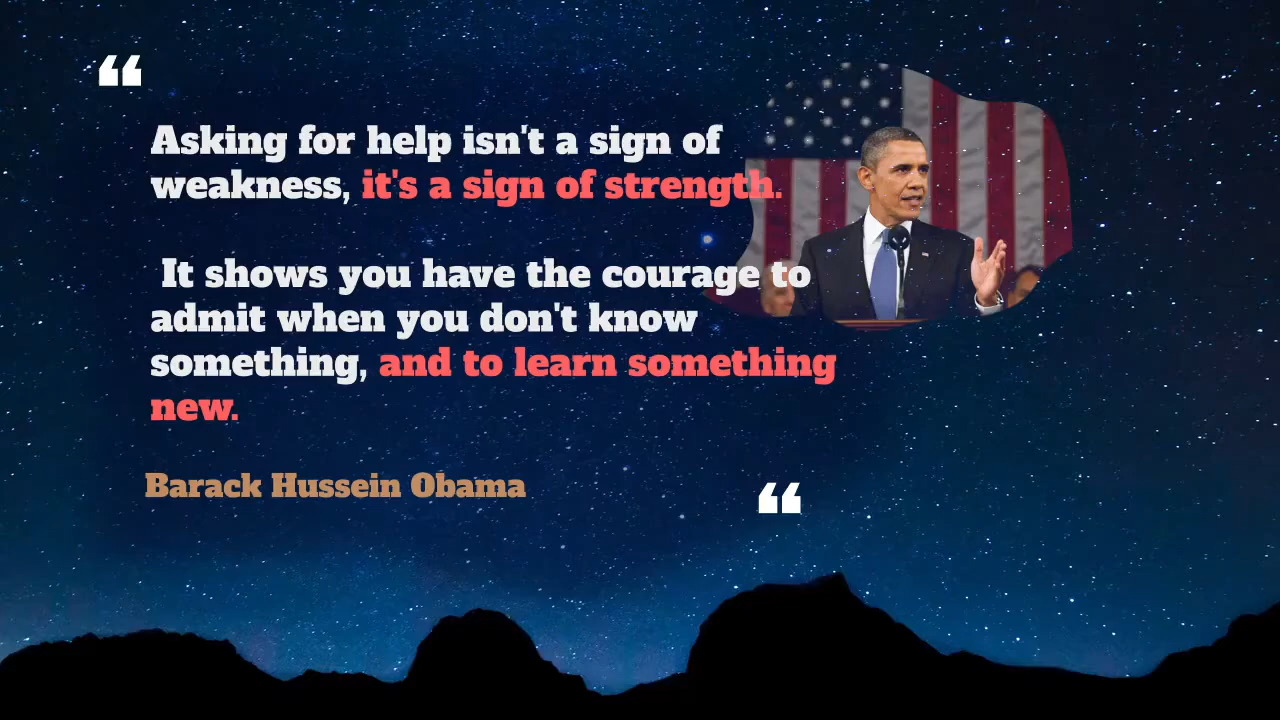 ❝
Asking for help isn't a sign of
weakness, it's a sign of strength.
It shows you have the courage to
admit when you don't know
something, and to learn something
new.
Barack Hussein Obama
❝